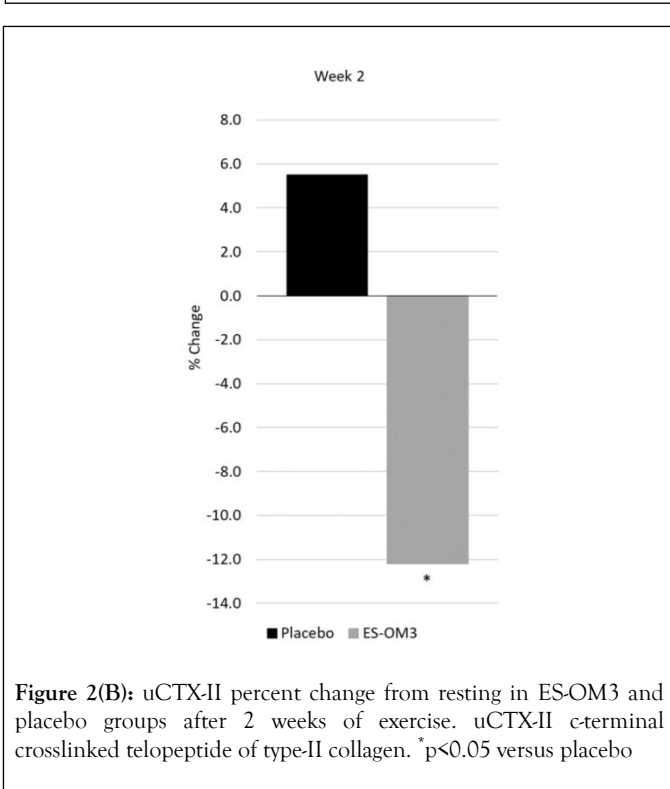 Week 2
8.0
6.0
4.0
2.0
0.0
-2.0
-4.0
-6.0
-8.0
-10.0
-12.0
-14.0
% Change
*
Placebo ES-OM3
Figure 2(B): uCTX-II percent change from resting in ES-OM3 and
placebo groups after 2 weeks of exercise. uCTX-II c-terminal
crosslinked telopeptide of type-II collagen. *p<0.05 versus placebo